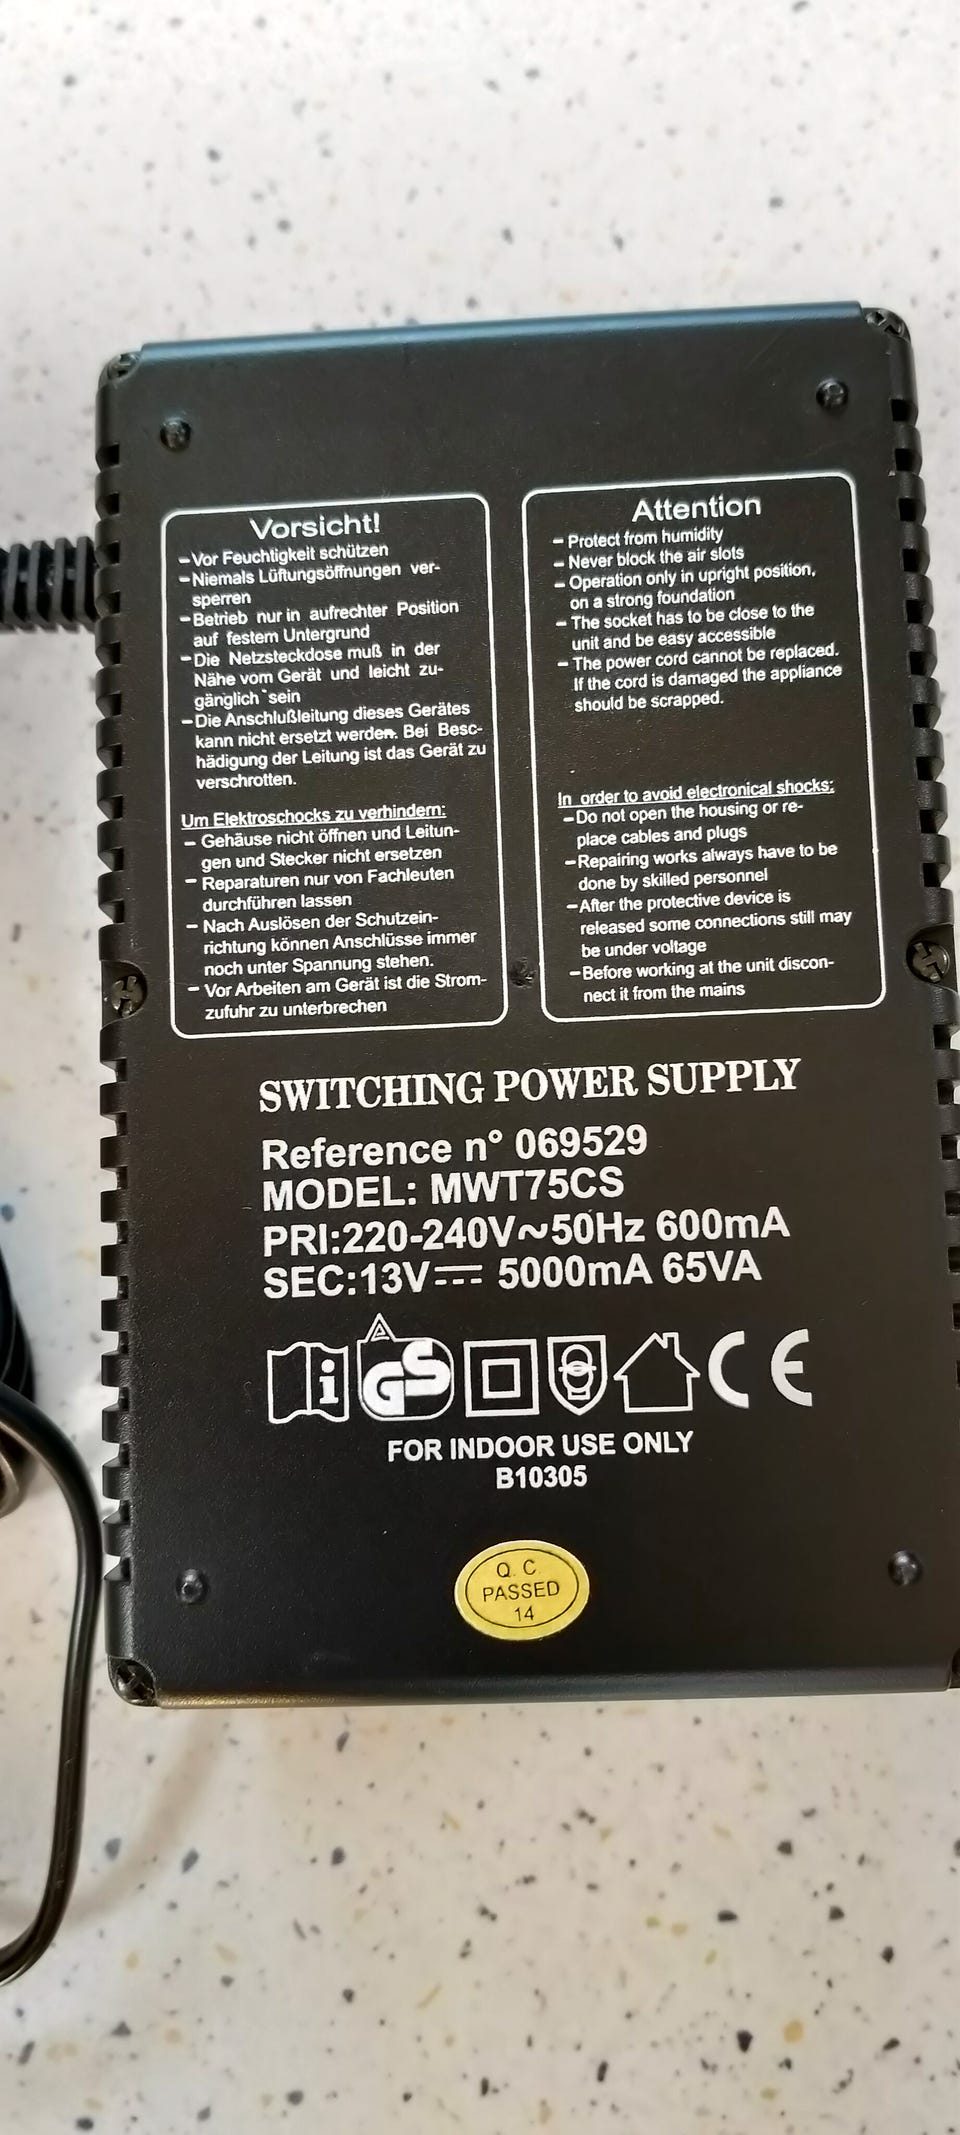 Vorsicht!
– Vor Feuchtigkeit schützen
– Niemals Lüftungsöffnungen ver-
sperren
– Betrieb nur in aufrechter Position
auf festem Untergrund
– Die Netzsteckdose muß in der
Nähe vom Gerät und leicht zu-
gänglich sein
– Die Anschlußleitung dieses Gerätes
kann nicht ersetzt werden. Bei Besc-
hädigung der Leitung ist das Gerät zu
verschrotten.
Um Elektroschocks zu verhindern:
– Gehäuse nicht öffnen und Leitun-
gen und Stecker nicht ersetzen
– Reparaturen nur von Fachleuten
durchführen lassen
– Nach Auslösen der Schutzein-
richtung können Anschlüsse immer
noch unter Spannung stehen.
– Vor Arbeiten am Gerät ist die Strom-
zufuhr zu unterbrechen
Attention
– Protect from humidity
– Never block the air slots
– Operation only in upright position,
on a strong foundation
– The socket has to be close to the
unit and be easy accessible
– The power cord cannot be replaced.
If the cord is damaged the appliance
should be scrapped.
In order to avoid electronical shocks:
– Do not open the housing or re-
place cables and plugs
– Repairing works always have to be
done by skilled personnel
– After the protective device is
released some connections still may
be under voltage
– Before working at the unit discon-
nect it from the mains
SWITCHING POWER SUPPLY
Reference n° 069529
MODEL: MWT75CS
PRI:220-240V~50Hz 600mA
SEC:13V⎓ 5000mA 65VA
i GS CE
FOR INDOOR USE ONLY
B10305
Q. C.
PASSED
14